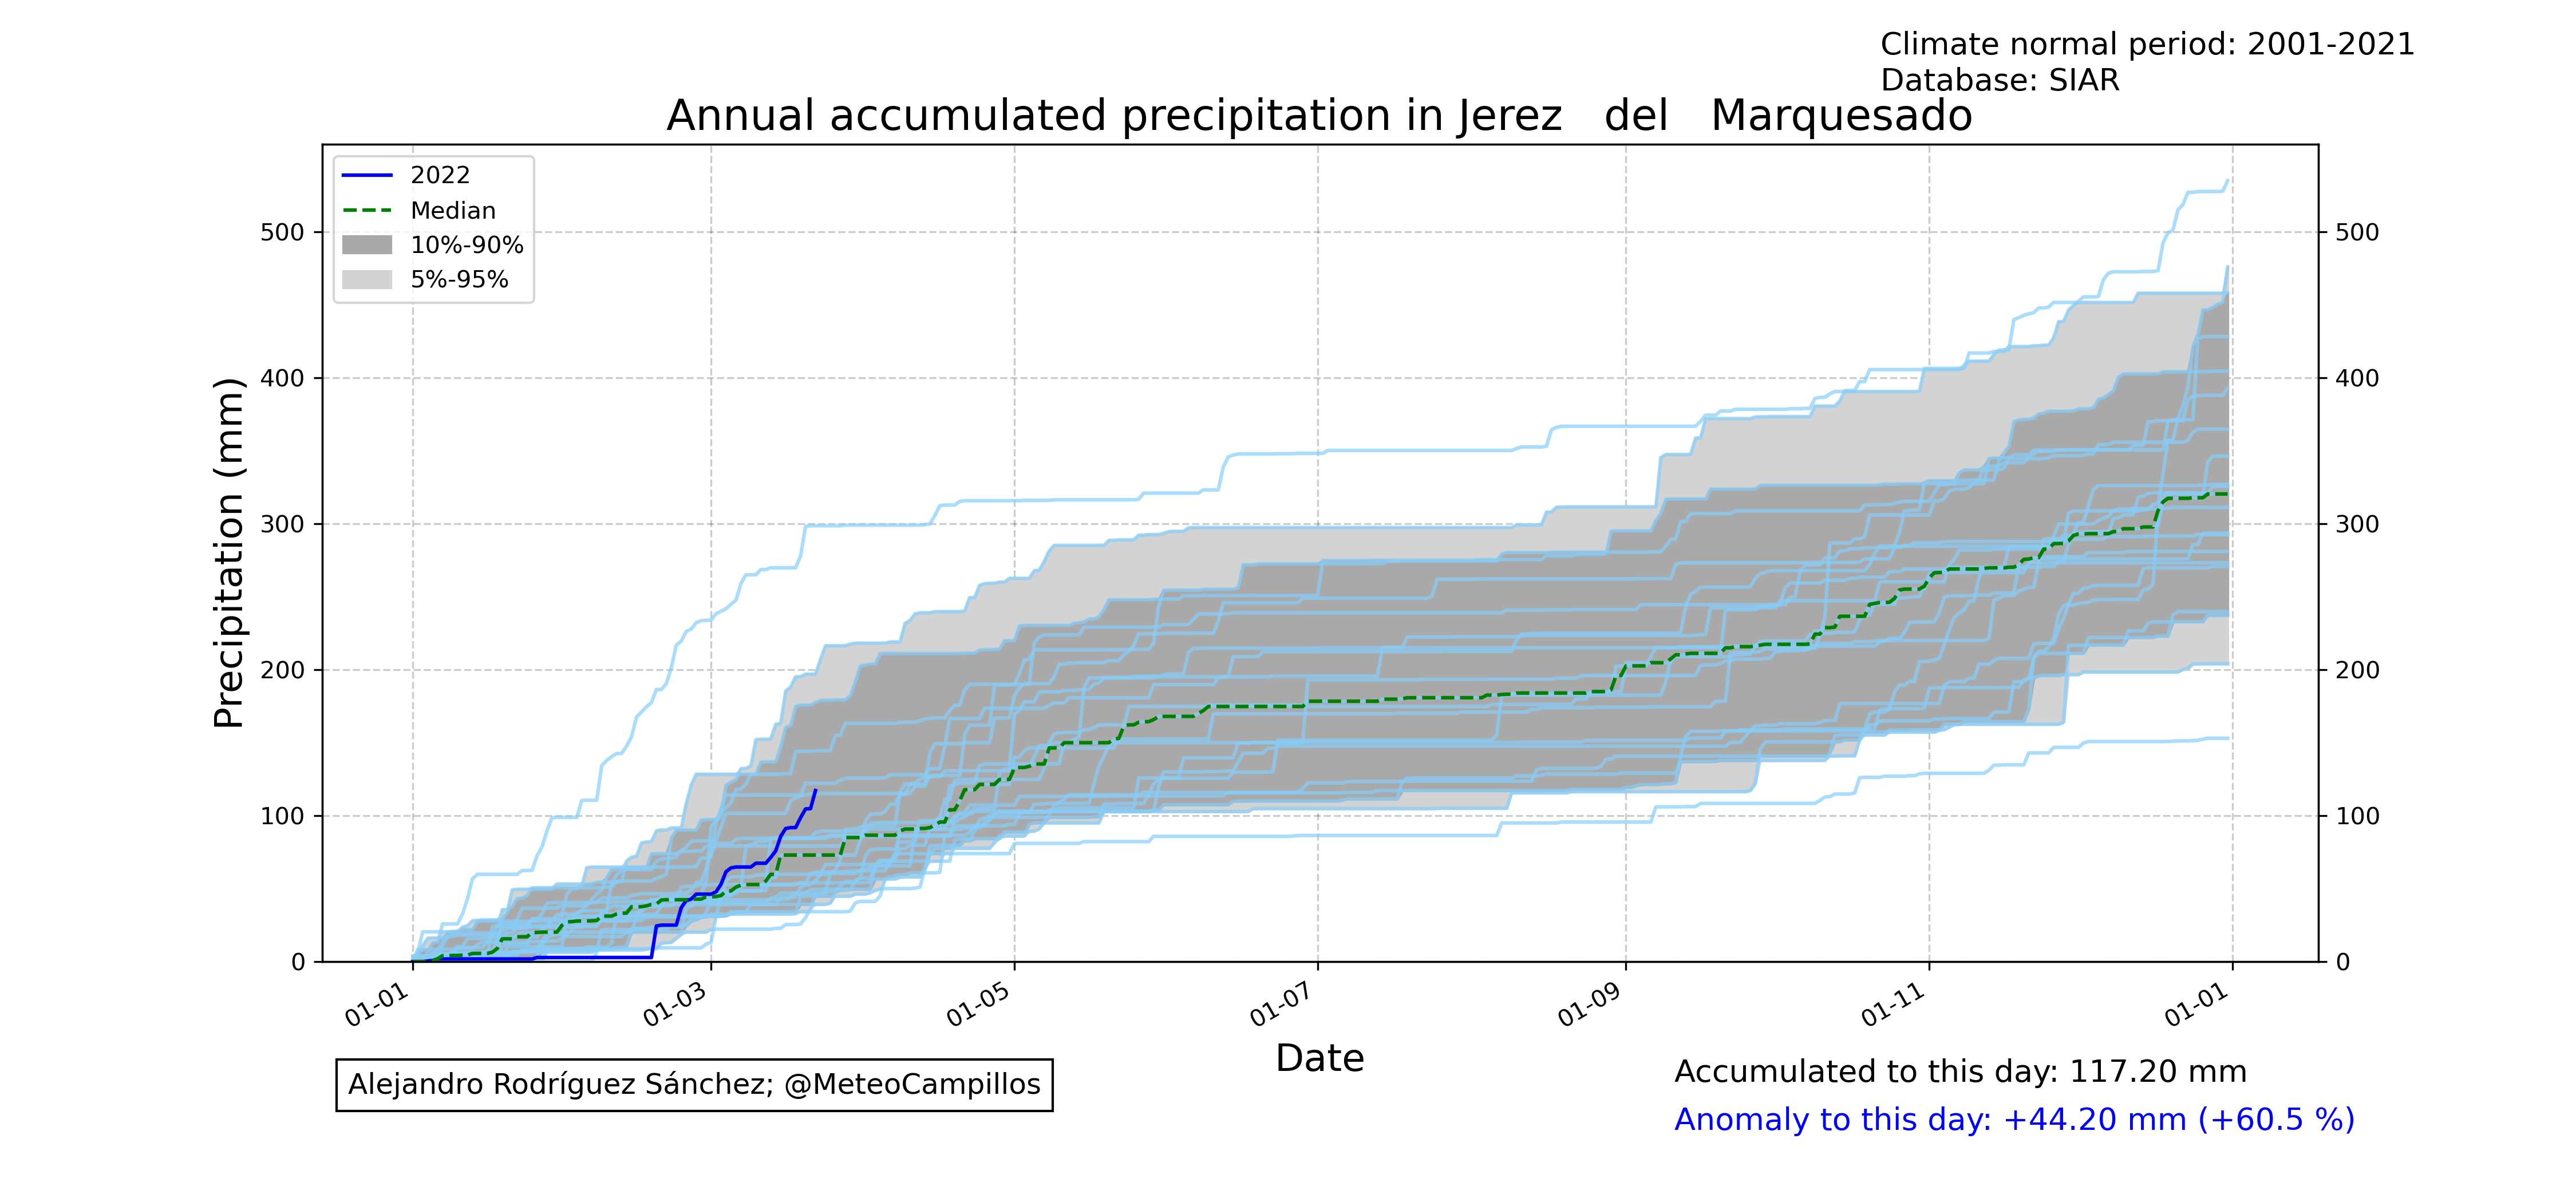 Climate normal period: 2001-2021
Database: SIAR
Annual accumulated precipitation in Jerez   del   Marquesado
2022
Median
10%-90%
5%-95%
Precipitation (mm)
500
400
300
200
100
0
500
400
300
200
100
0
01-01
01-03
01-05
01-07
01-09
01-11
01-01
Date
Alejandro Rodríguez Sánchez; @MeteoCampillos
Accumulated to this day: 117.20 mm
Anomaly to this day: +44.20 mm (+60.5 %)